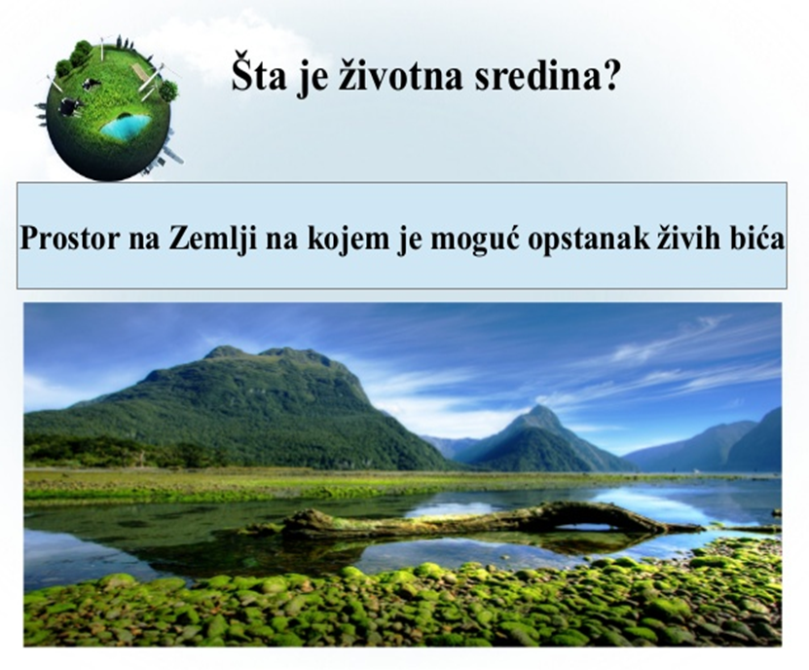 Šta je životna sredina?
Prostor na Zemlji na kojem je moguć opstanak živih bića